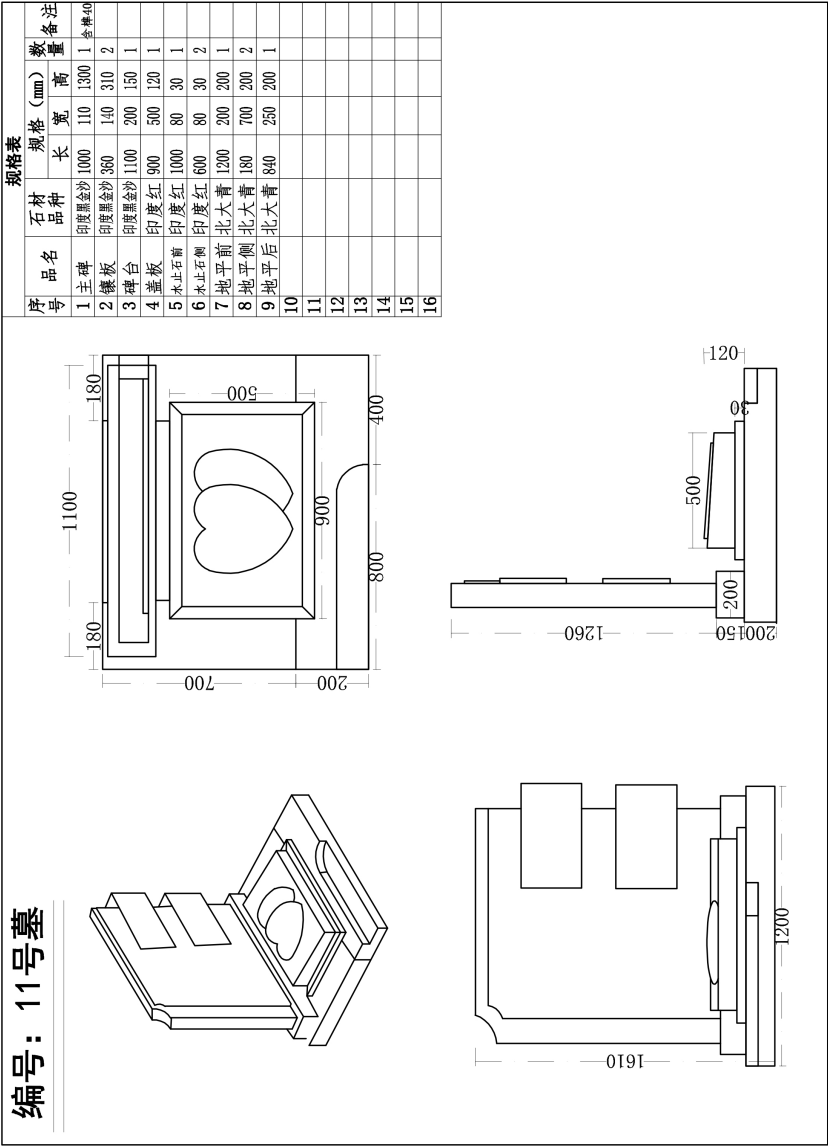 编号：11号墓
规格表
序号 品名 石材品种 规格（mm） 数量 备注
长 宽 高
1 主碑 印度黑金沙 1000 110 1300 1 含榫40
2 镶板 印度黑金沙 360 140 310 2
3 碑台 印度黑金沙 1100 200 150 1
4 盖板 印度红 900 500 120 1
5 水止石前 印度红 1000 80 30 1
6 水止石侧 印度红 600 80 30 2
7 地平前 北大青 1200 200 200 1
8 地平侧 北大青 180 700 200 2
9 地平后 北大青 840 250 200 1
10
11
12
13
14
15
16
1100
180
180
500
900
400
800
700
200
120
30
500
200
1260
150
200
1610
1200